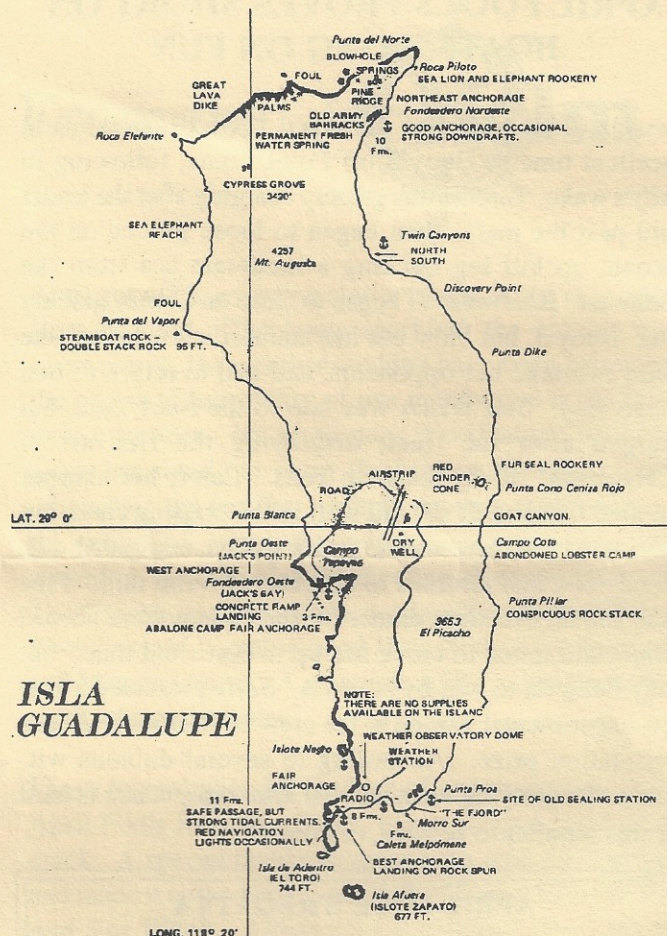 Punta del Norte
BLOWHOLE
SPRINGS
FOUL
Roca Piloto
SEA LION AND ELEPHANT ROOKERY
GREAT
LAVA
DIKE
PALMS
PINE
RIDGE
NORTHEAST ANCHORAGE
Fondeadero Nordeste
OLD ARMY
BARRACKS
GOOD ANCHORAGE, OCCASIONAL
STRONG DOWNDRAFTS.
10
Fms.
Roca Elefante
PERMANENT FRESH
WATER SPRING
CYPRESS GROVE
3420'
SEA ELEPHANT
REACH
4257
Mt. Augusta
Twin Canyons
NORTH
SOUTH
Discovery Point
FOUL
Punta del Vapor
STEAMBOAT ROCK –
DOUBLE STACK ROCK 95 FT.
Punta Dike
AIRSTRIP
RED
CINDER
CONE
FUR SEAL ROOKERY
ROAD
Punta Cono Ceniza Rojo
Punta Blanca
GOAT CANYON
LAT. 29° 0'
Punta Oeste
(JACK'S POINT)
Campo
DRY
WELL
Campo Cota
ABANDONED LOBSTER CAMP
WEST ANCHORAGE
Fondeadero Oeste
(JACK'S BAY)
CONCRETE RAMP
LANDING
3 Fms.
ABALONE CAMP FAIR ANCHORAGE
Punta Pillar
CONSPICUOUS ROCK STACK
El Picacho
ISLA
GUADALUPE
NOTE:
THERE ARE NO SUPPLIES
AVAILABLE ON THE ISLAND
WEATHER OBSERVATORY DOME
Islote Negro
WEATHER
STATION
FAIR
ANCHORAGE
Punta Proa
RADIO
SITE OF OLD SEALING STATION
11 Fms.
SAFE PASSAGE, BUT
STRONG TIDAL CURRENTS.
RED NAVIGATION
LIGHTS OCCASIONALLY
8 Fms.
"THE FJORD"
Morro Sur
Fms.
Caleta Melpómene
Isla de Adentro
(EL TORO)
744 FT.
BEST ANCHORAGE
LANDING ON ROCK SPUR
Isla Afuera
(ISLOTE ZAPATO)
677 FT.
LONG. 118° 20'